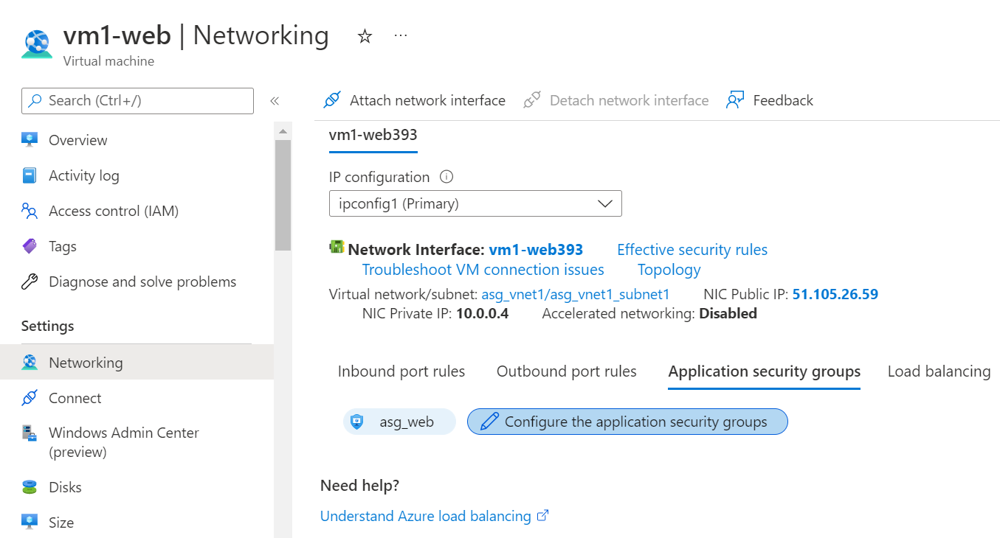 vm1-web | Networking
Virtual machine
Search (Ctrl+/)
Overview
Activity log
Access control (IAM)
Tags
Diagnose and solve problems
Settings
Networking
Connect
Windows Admin Center
(preview)
Disks
Size
Attach network interface Detach network interface Feedback
vm1-web393
IP configuration
ipconfig1 (Primary)
Network Interface: vm1-web393 Effective security rules
Troubleshoot VM connection issues Topology
Virtual network/subnet: asg_vnet1/asg_vnet1_subnet1 NIC Public IP: 51.105.26.59
NIC Private IP: 10.0.0.4 Accelerated networking: Disabled
Inbound port rules Outbound port rules Application security groups Load balancing
asg_web Configure the application security groups
Need help?
Understand Azure load balancing